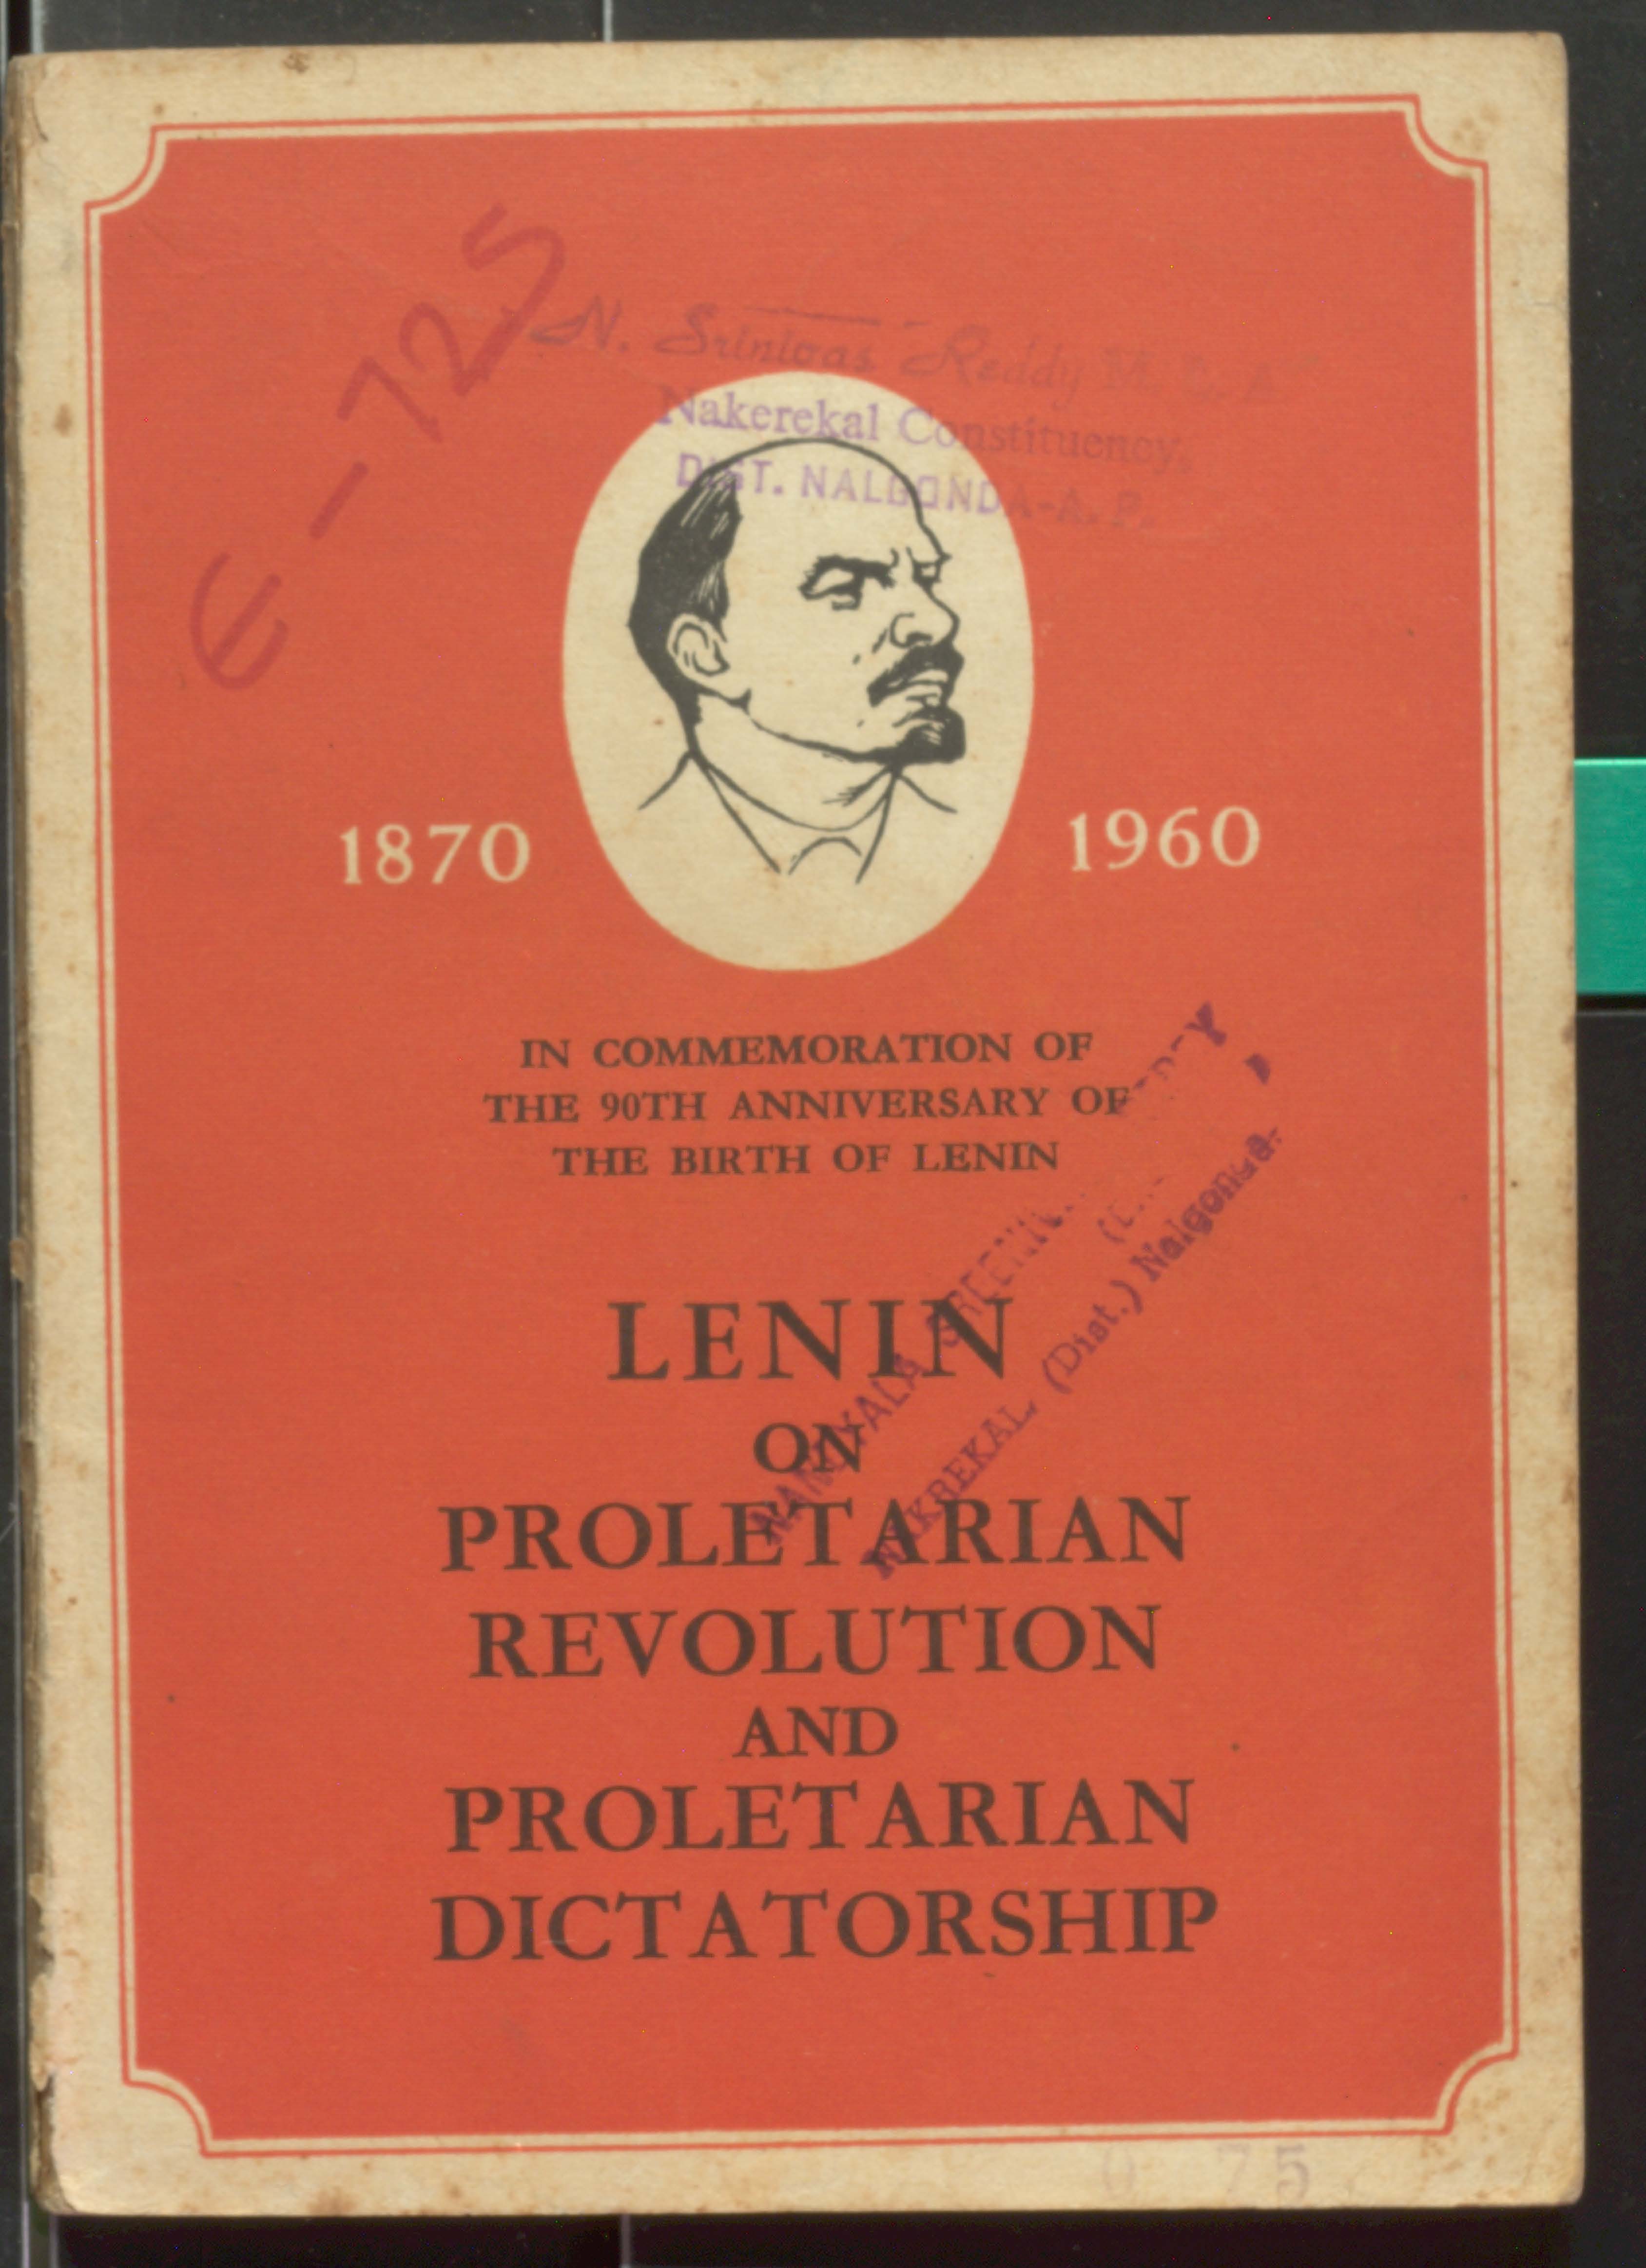 E-725
N. Srinivas Reddy M. L. A
Nakerekal Constituency,
DIST. NALGONDA-A. P.
1870 1960
IN COMMEMORATION OF
THE 90TH ANNIVERSARY OF
THE BIRTH OF LENIN
LENIN
ON
PROLETARIAN
REVOLUTION
AND
PROLETARIAN
DICTATORSHIP
NAKREKAL, (Dist.) Nalgonda.
0 75